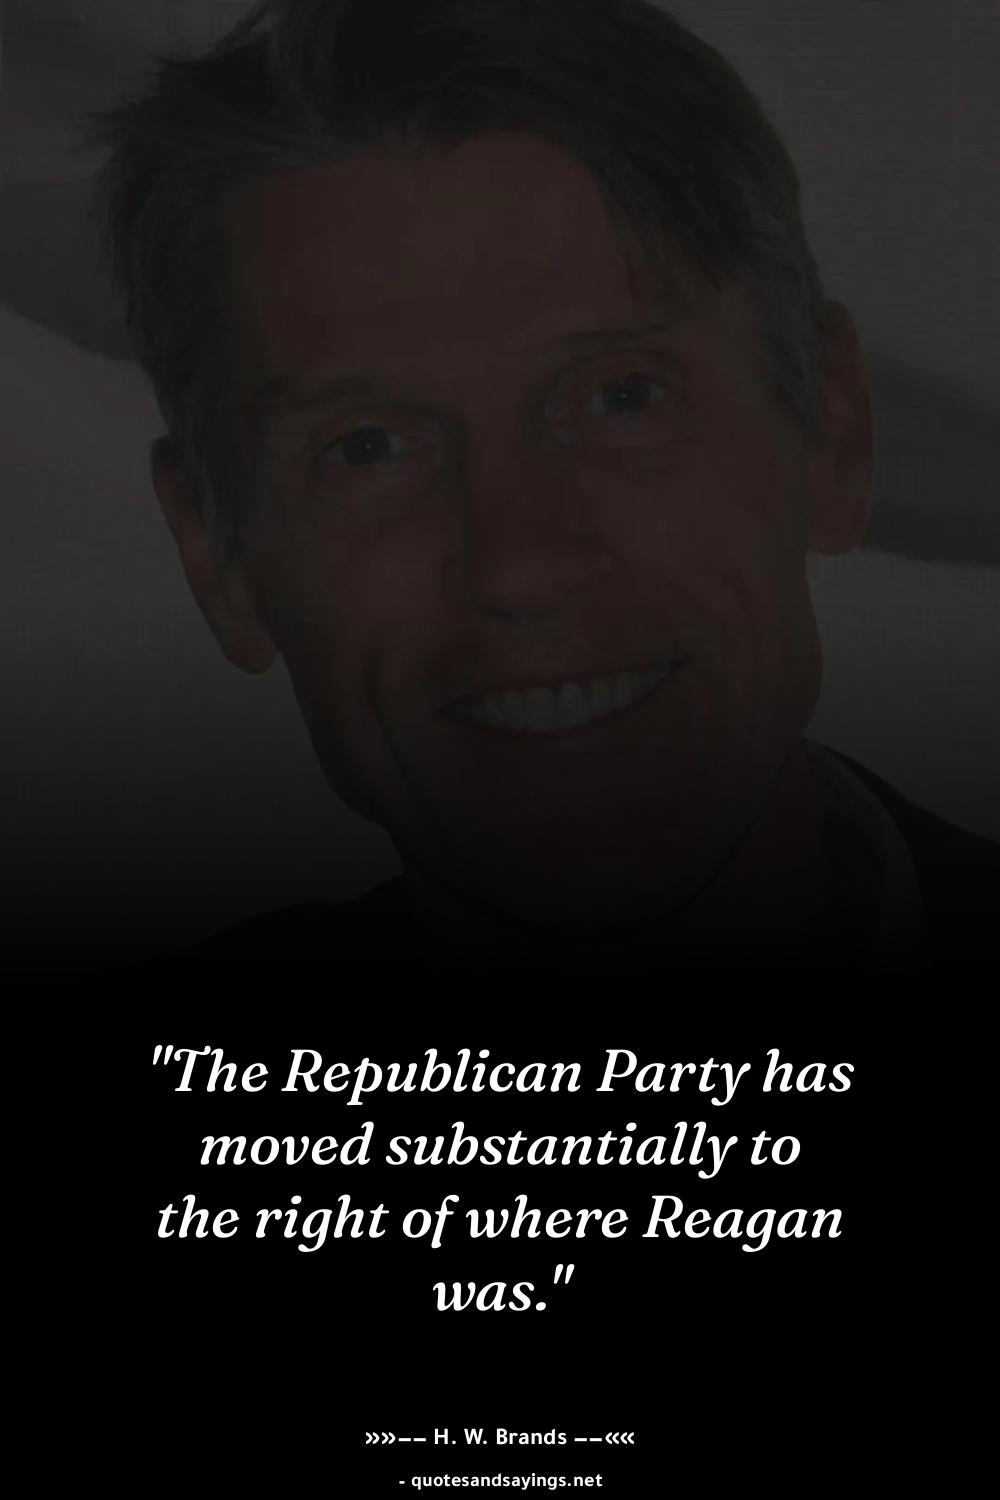 "The Republican Party has
moved substantially to
the right of where Reagan
was."
»»–– H. W. Brands ––««
- quotesandsayings.net